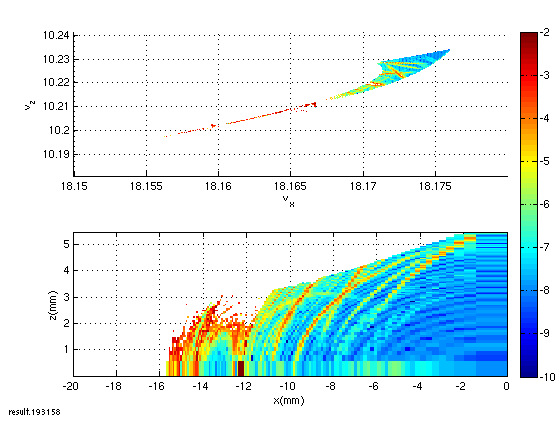 10.24
10.23
10.22
10.21
10.2
10.19
v_z
18.15 18.155 18.16 18.165 18.17 18.175
v_x
-2
-3
-4
-5
-6
-7
-8
-9
-10
5
4
3
2
1
z(mm)
-20 -18 -16 -14 -12 -10 -8 -6 -4 -2 0
x(mm)
result.193158